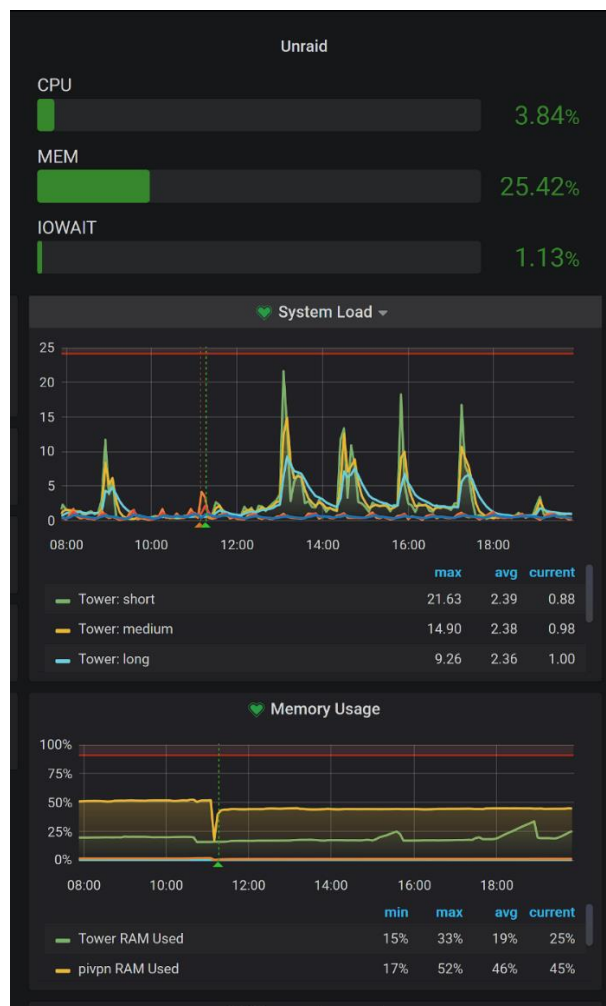 Unraid
CPU
3.84%
MEM
25.42%
IOWAIT
1.13%
System Load
25
20
15
10
5
0
08:00 10:00 12:00 14:00 16:00 18:00
max avg current
Tower: short 21.63 2.39 0.88
Tower: medium 14.90 2.38 0.98
Tower: long 9.26 2.36 1.00
Memory Usage
100%
75%
50%
25%
0%
08:00 10:00 12:00 14:00 16:00 18:00
min max avg current
Tower RAM Used 15% 33% 19% 25%
pivpn RAM Used 17% 52% 46% 45%